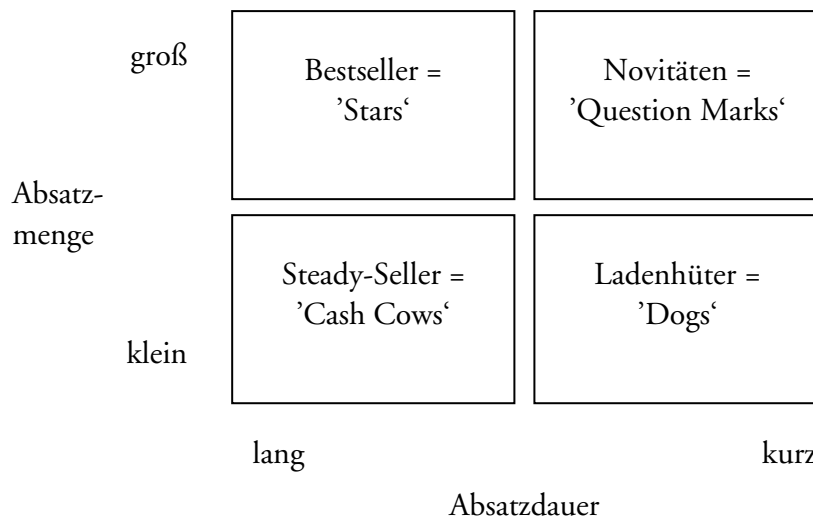 groß
Bestseller =
’Stars‘
Novitäten =
’Question Marks‘
Absatz-
menge
Steady-Seller =
’Cash Cows‘
Ladenhüter =
’Dogs‘
klein
lang
kurz
Absatzdauer